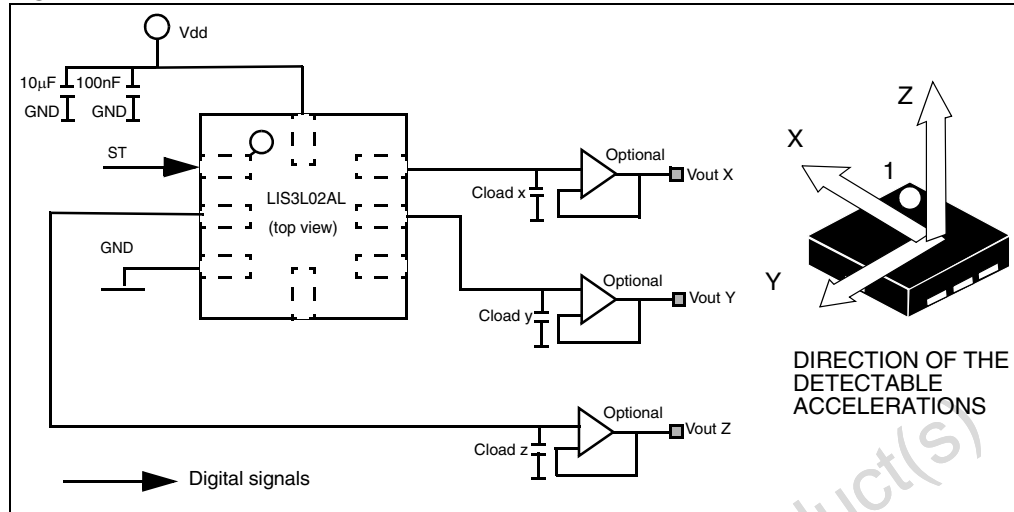 Vdd
10μF 100nF
GND GND
ST
LIS3L02AL
(top view)
GND
Optional
Cload x
Vout X
Optional
Cload y
Vout Y
Optional
Cload z
Vout Z
Digital signals
Z
X
1
Y
DIRECTION OF THE
DETECTABLE
ACCELERATIONS